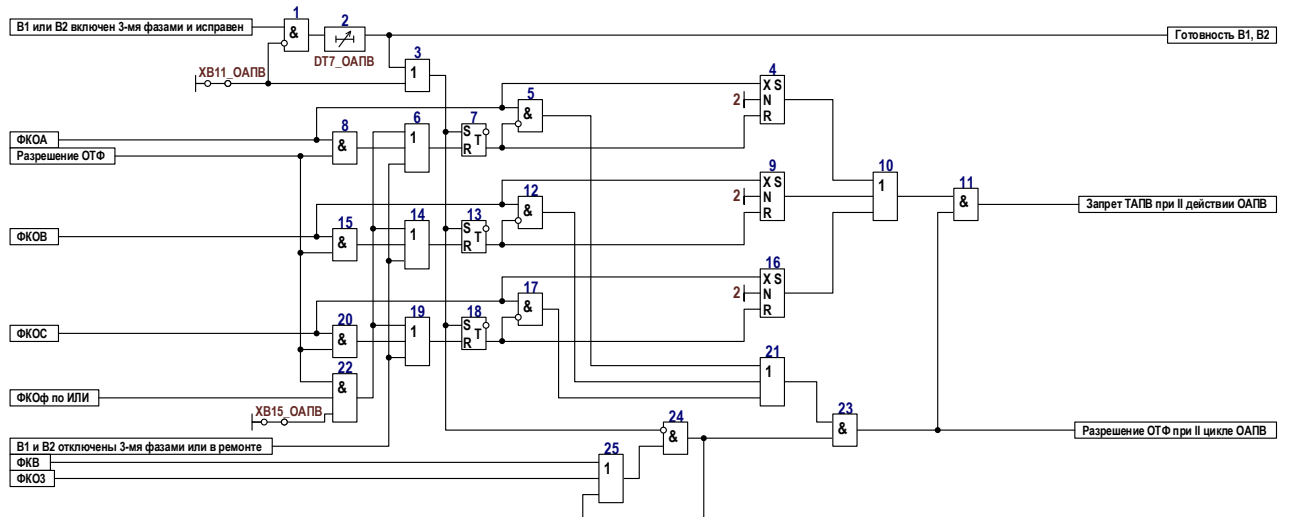 1
2
В1 или В2 включен 3-мя фазами и исправен
&
Готовность В1, В2
DT7_ОАПВ
3
1
XB11_ОАПВ
4
X S
N
R
2
5
&
6
1
7
S
T
R
ФКОА
8
&
Разрешение ОТФ
9
X S
N
R
2
10
1
11
&
Запрет ТАПВ при II действии ОАПВ
12
&
13
S
T
R
14
1
15
&
ФКОВ
16
X S
N
R
2
17
&
18
S
T
R
19
1
20
&
ФКОС
21
1
22
&
ФКОф по ИЛИ
XB15_ОАПВ
23
&
24
&
Разрешение ОТФ при II цикле ОАПВ
В1 и В2 отключены 3-мя фазами или в ремонте
25
1
ФКВ
ФКО3